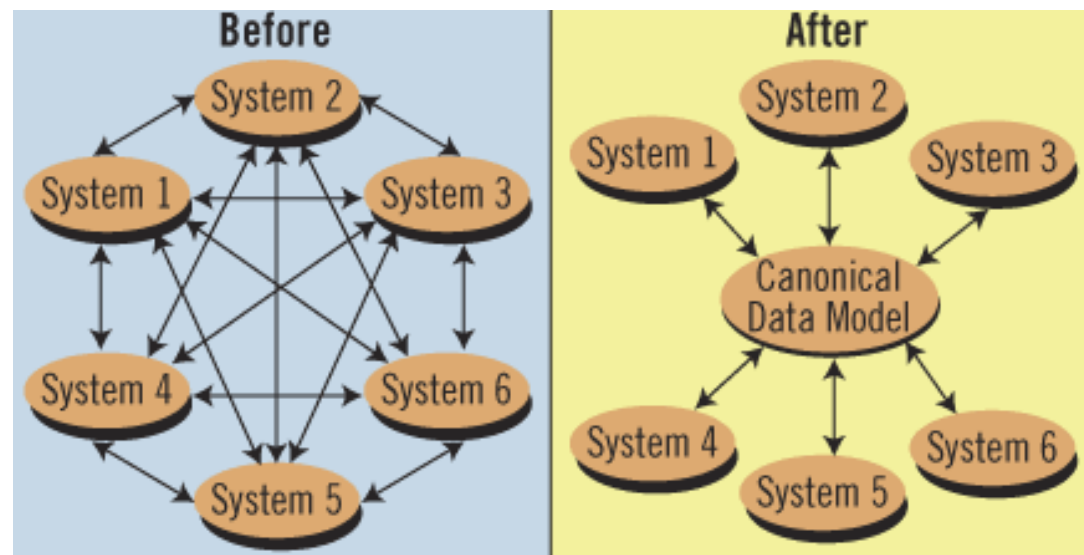 Before
System 2
System 1
System 3
System 4
System 6
System 5
After
System 2
System 1
System 3
Canonical
Data Model
System 4
System 6
System 5